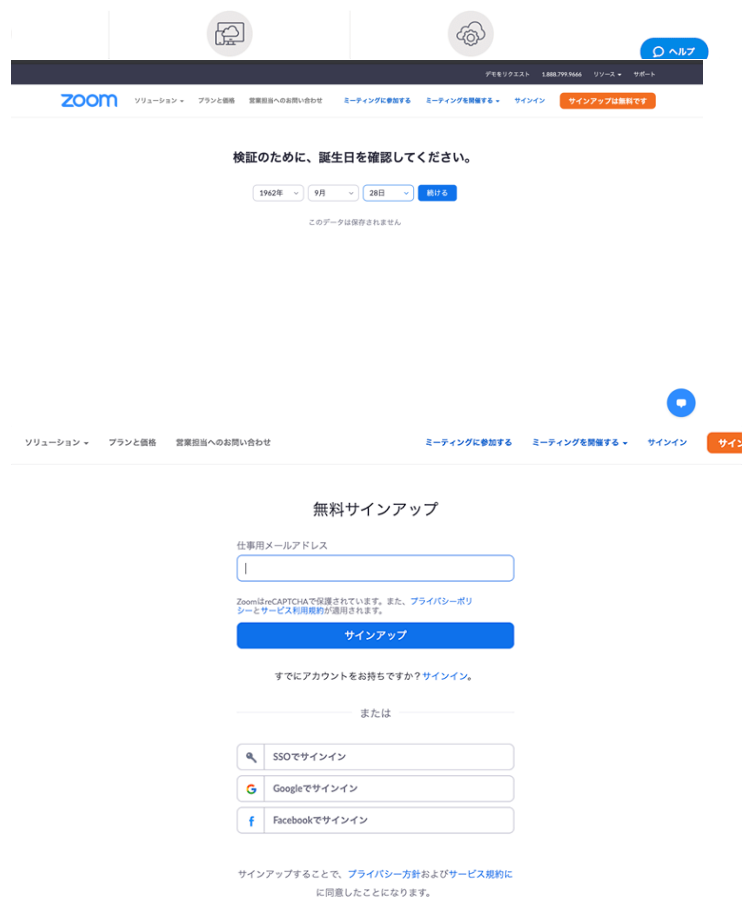 ヘルプ
デモをリクエスト 1.888.799.9666 リソース サポート
zoom ソリューション プランと価格 営業担当へのお問い合わせ ミーティングに参加する ミーティングを開催する サインイン サインアップは無料です
検証のために、誕生日を確認してください。
1962年 9月 28日 続ける
このデータは保存されません
ソリューション プランと価格 営業担当へのお問い合わせ ミーティングに参加する ミーティングを開催する サインイン サイン
無料サインアップ
仕事用メールアドレス
ZoomはreCAPTCHAで保護されています。また、プライバシーポリ
シーとサービス利用規約が適用されます。
サインアップ
すでにアカウントをお持ちですか？サインイン。
または
SSOでサインイン
Googleでサインイン
Facebookでサインイン
サインアップすることで、プライバシー方針およびサービス規約に
に同意したことになります。